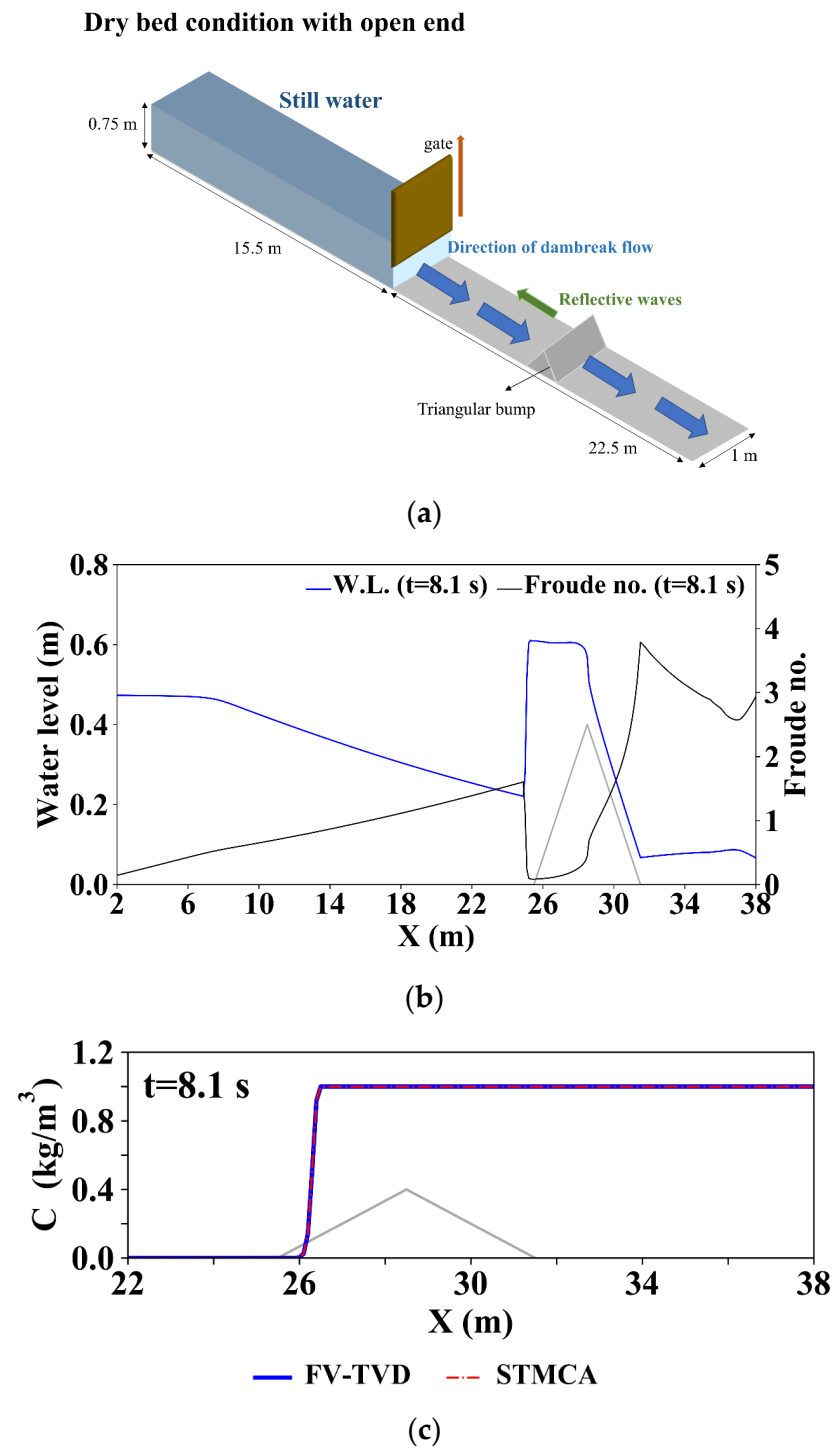 Dry bed condition with open end
Still water
0.75 m
gate
15.5 m
Direction of dambreak flow
Reflective waves
Triangular bump
22.5 m
1 m
(a)
0.8
0.6
0.4
0.2
0.0
Water level (m)
W.L. (t=8.1 s)
Froude no. (t=8.1 s)
5
4
3
2
1
0
Froude no.
2 6 10 14 18 22 26 30 34 38
X (m)
(b)
1.2
0.8
0.4
0.0
C (kg/m³)
t=8.1 s
22 26 30 34 38
X (m)
FV-TVD STMCA
(c)